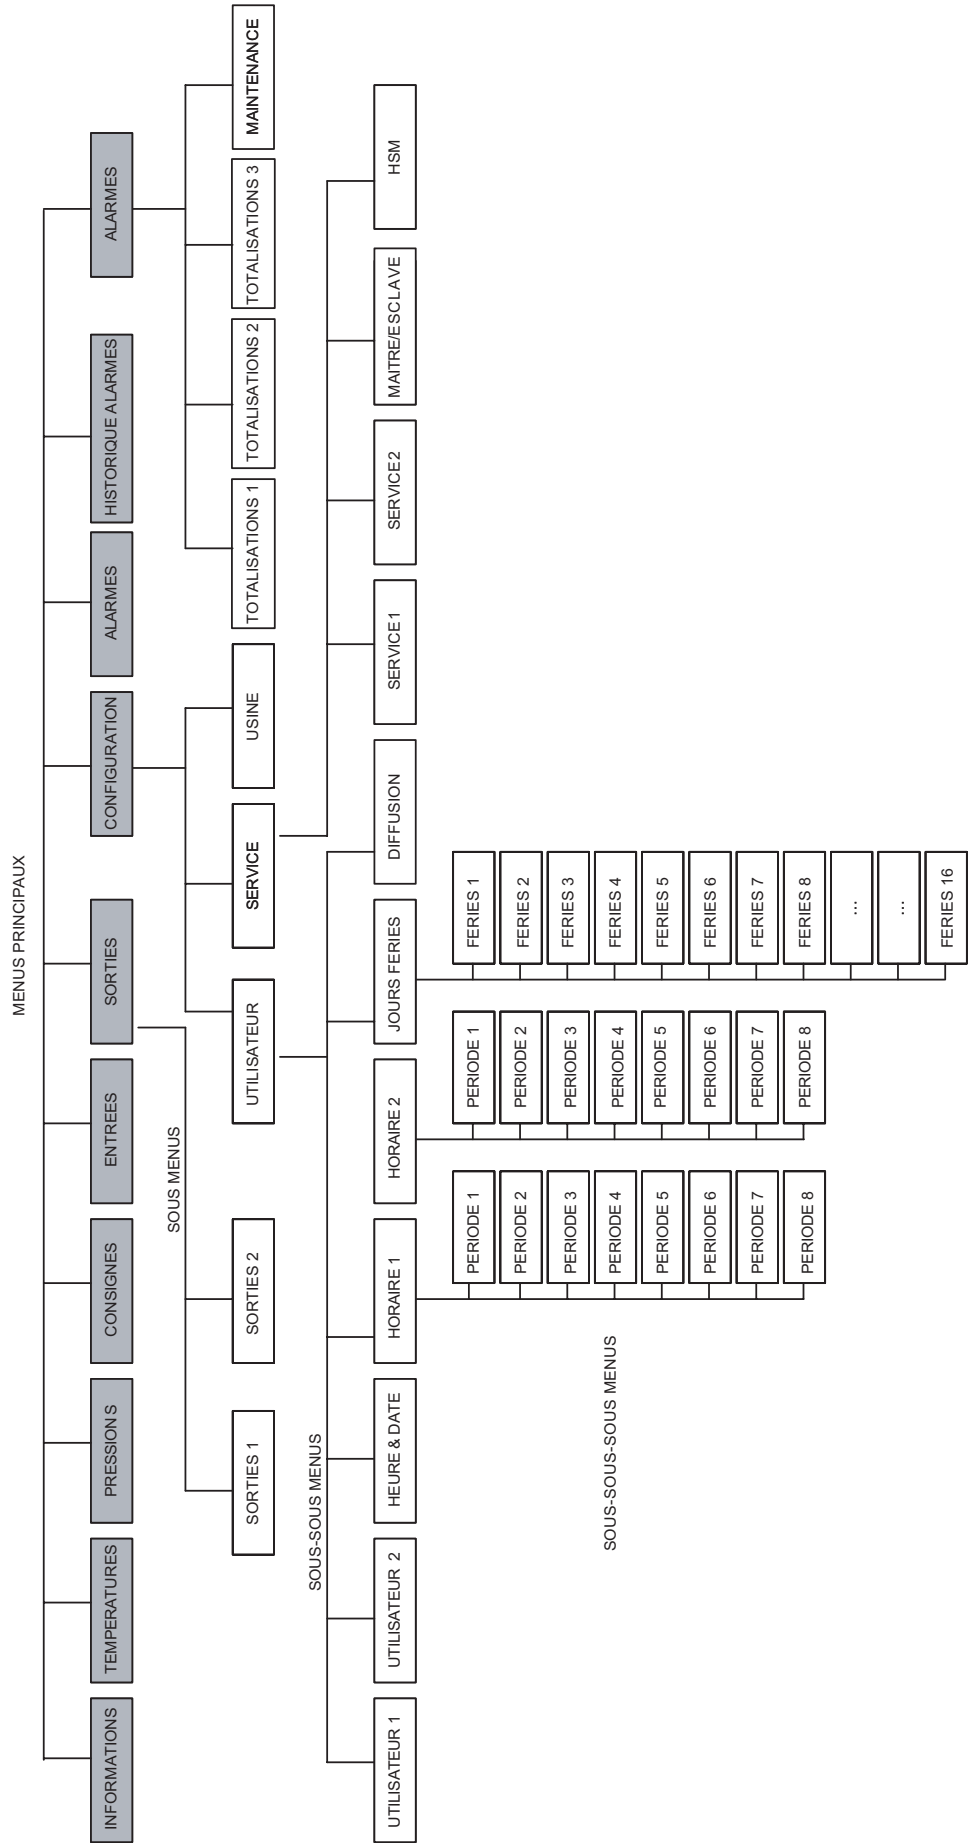 MENUS PRINCIPAUX
INFORMATIONS
TEMPERATURES
PRESSIONS
CONSIGNES
ENTREES
SORTIES
CONFIGURATION
ALARMES
HISTORIQUE ALARMES
ALARMES
SOUS MENUS
SORTIES 1
SORTIES 2
UTILISATEUR
SERVICE
USINE
TOTALISATIONS 1
TOTALISATIONS 2
TOTALISATIONS 3
MAINTENANCE
SOUS-SOUS MENUS
UTILISATEUR 1
UTILISATEUR 2
HEURE & DATE
HORAIRE 1
HORAIRE 2
JOURS FERIES
DIFFUSION
SERVICE 1
SERVICE 2
MAITRE/ESCLAVE
HSM
SOUS-SOUS-SOUS MENUS
PERIODE 1
PERIODE 2
PERIODE 3
PERIODE 4
PERIODE 5
PERIODE 6
PERIODE 7
PERIODE 8
PERIODE 1
PERIODE 2
PERIODE 3
PERIODE 4
PERIODE 5
PERIODE 6
PERIODE 7
PERIODE 8
FERIES 1
FERIES 2
FERIES 3
FERIES 4
FERIES 5
FERIES 6
FERIES 7
FERIES 8
...
...
FERIES 16